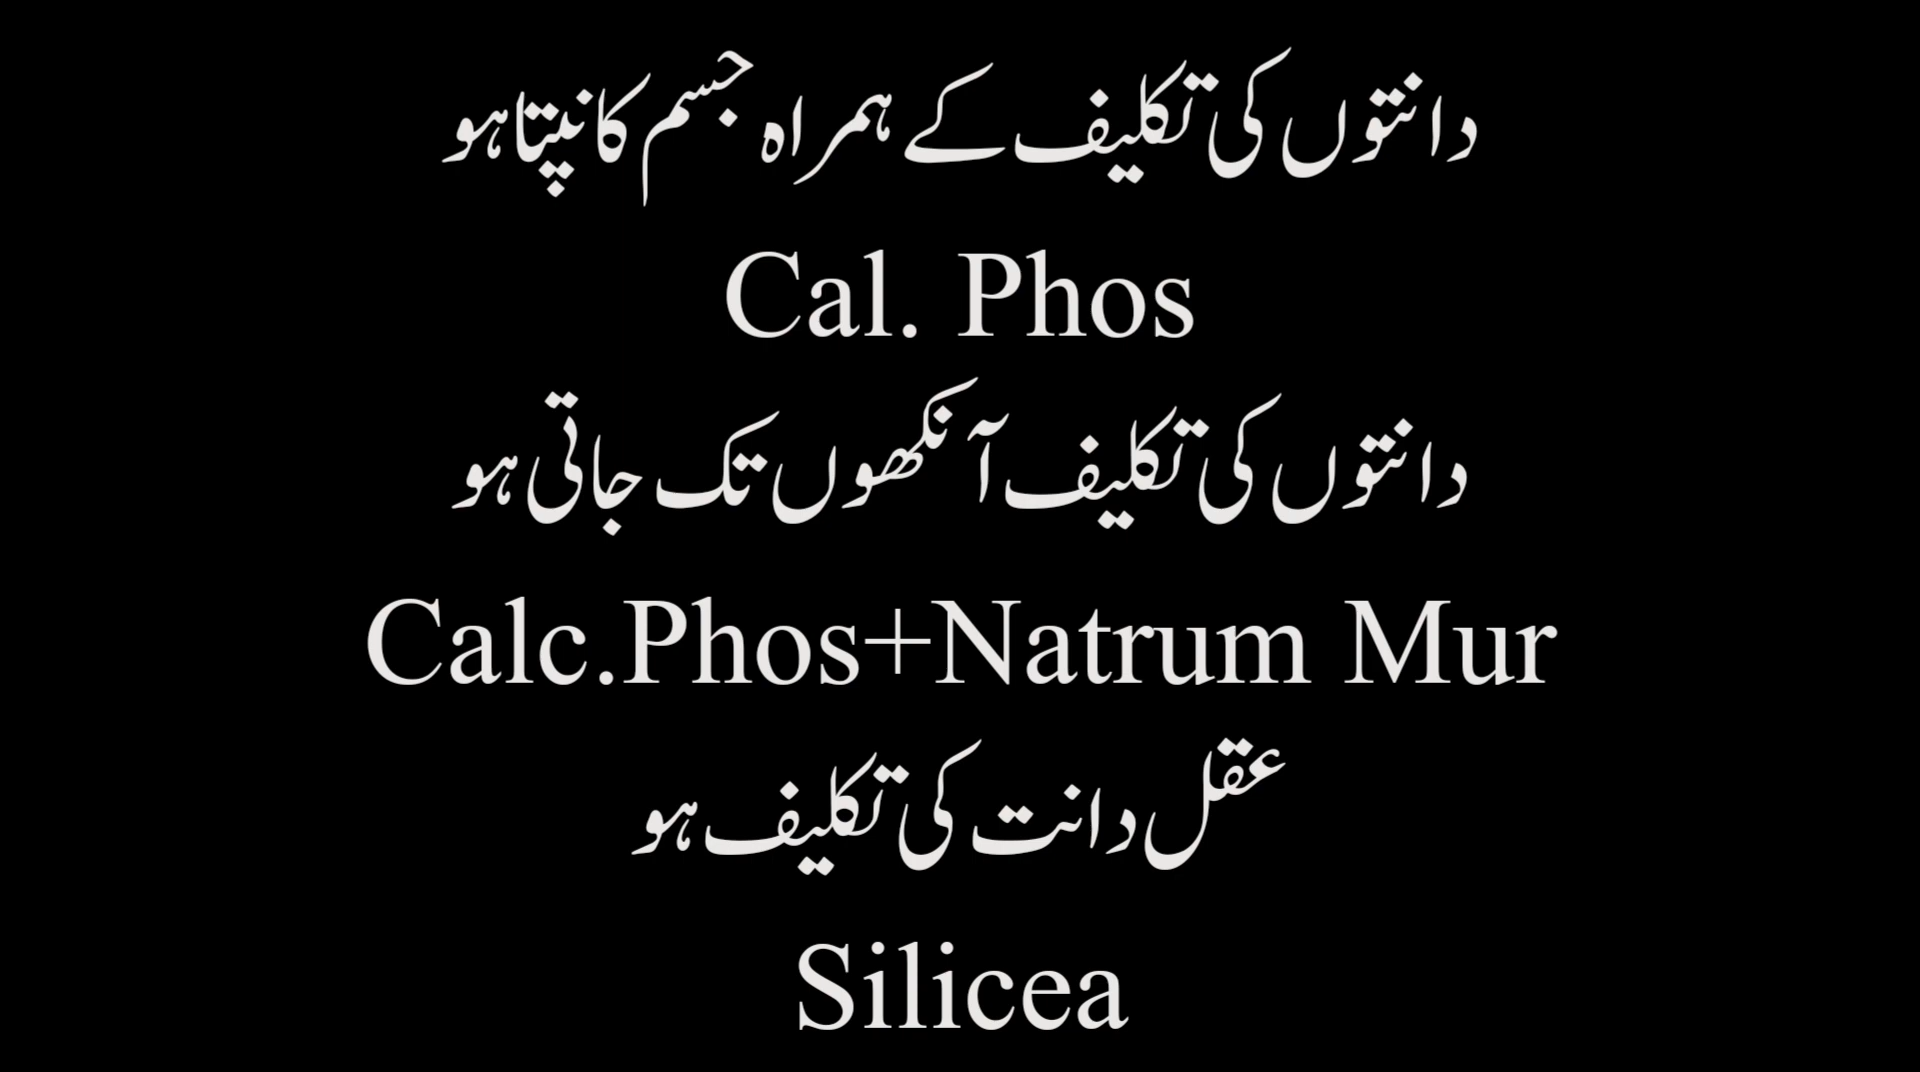 دانتوں کی تکلیف کے ہمراہ جسم کانپتا ہو
Cal. Phos
دانتوں کی تکلیف آنکھوں تک جاتی ہو
Calc.Phos+Natrum Mur
عقل دانت کی تکلیف ہو
Silicea